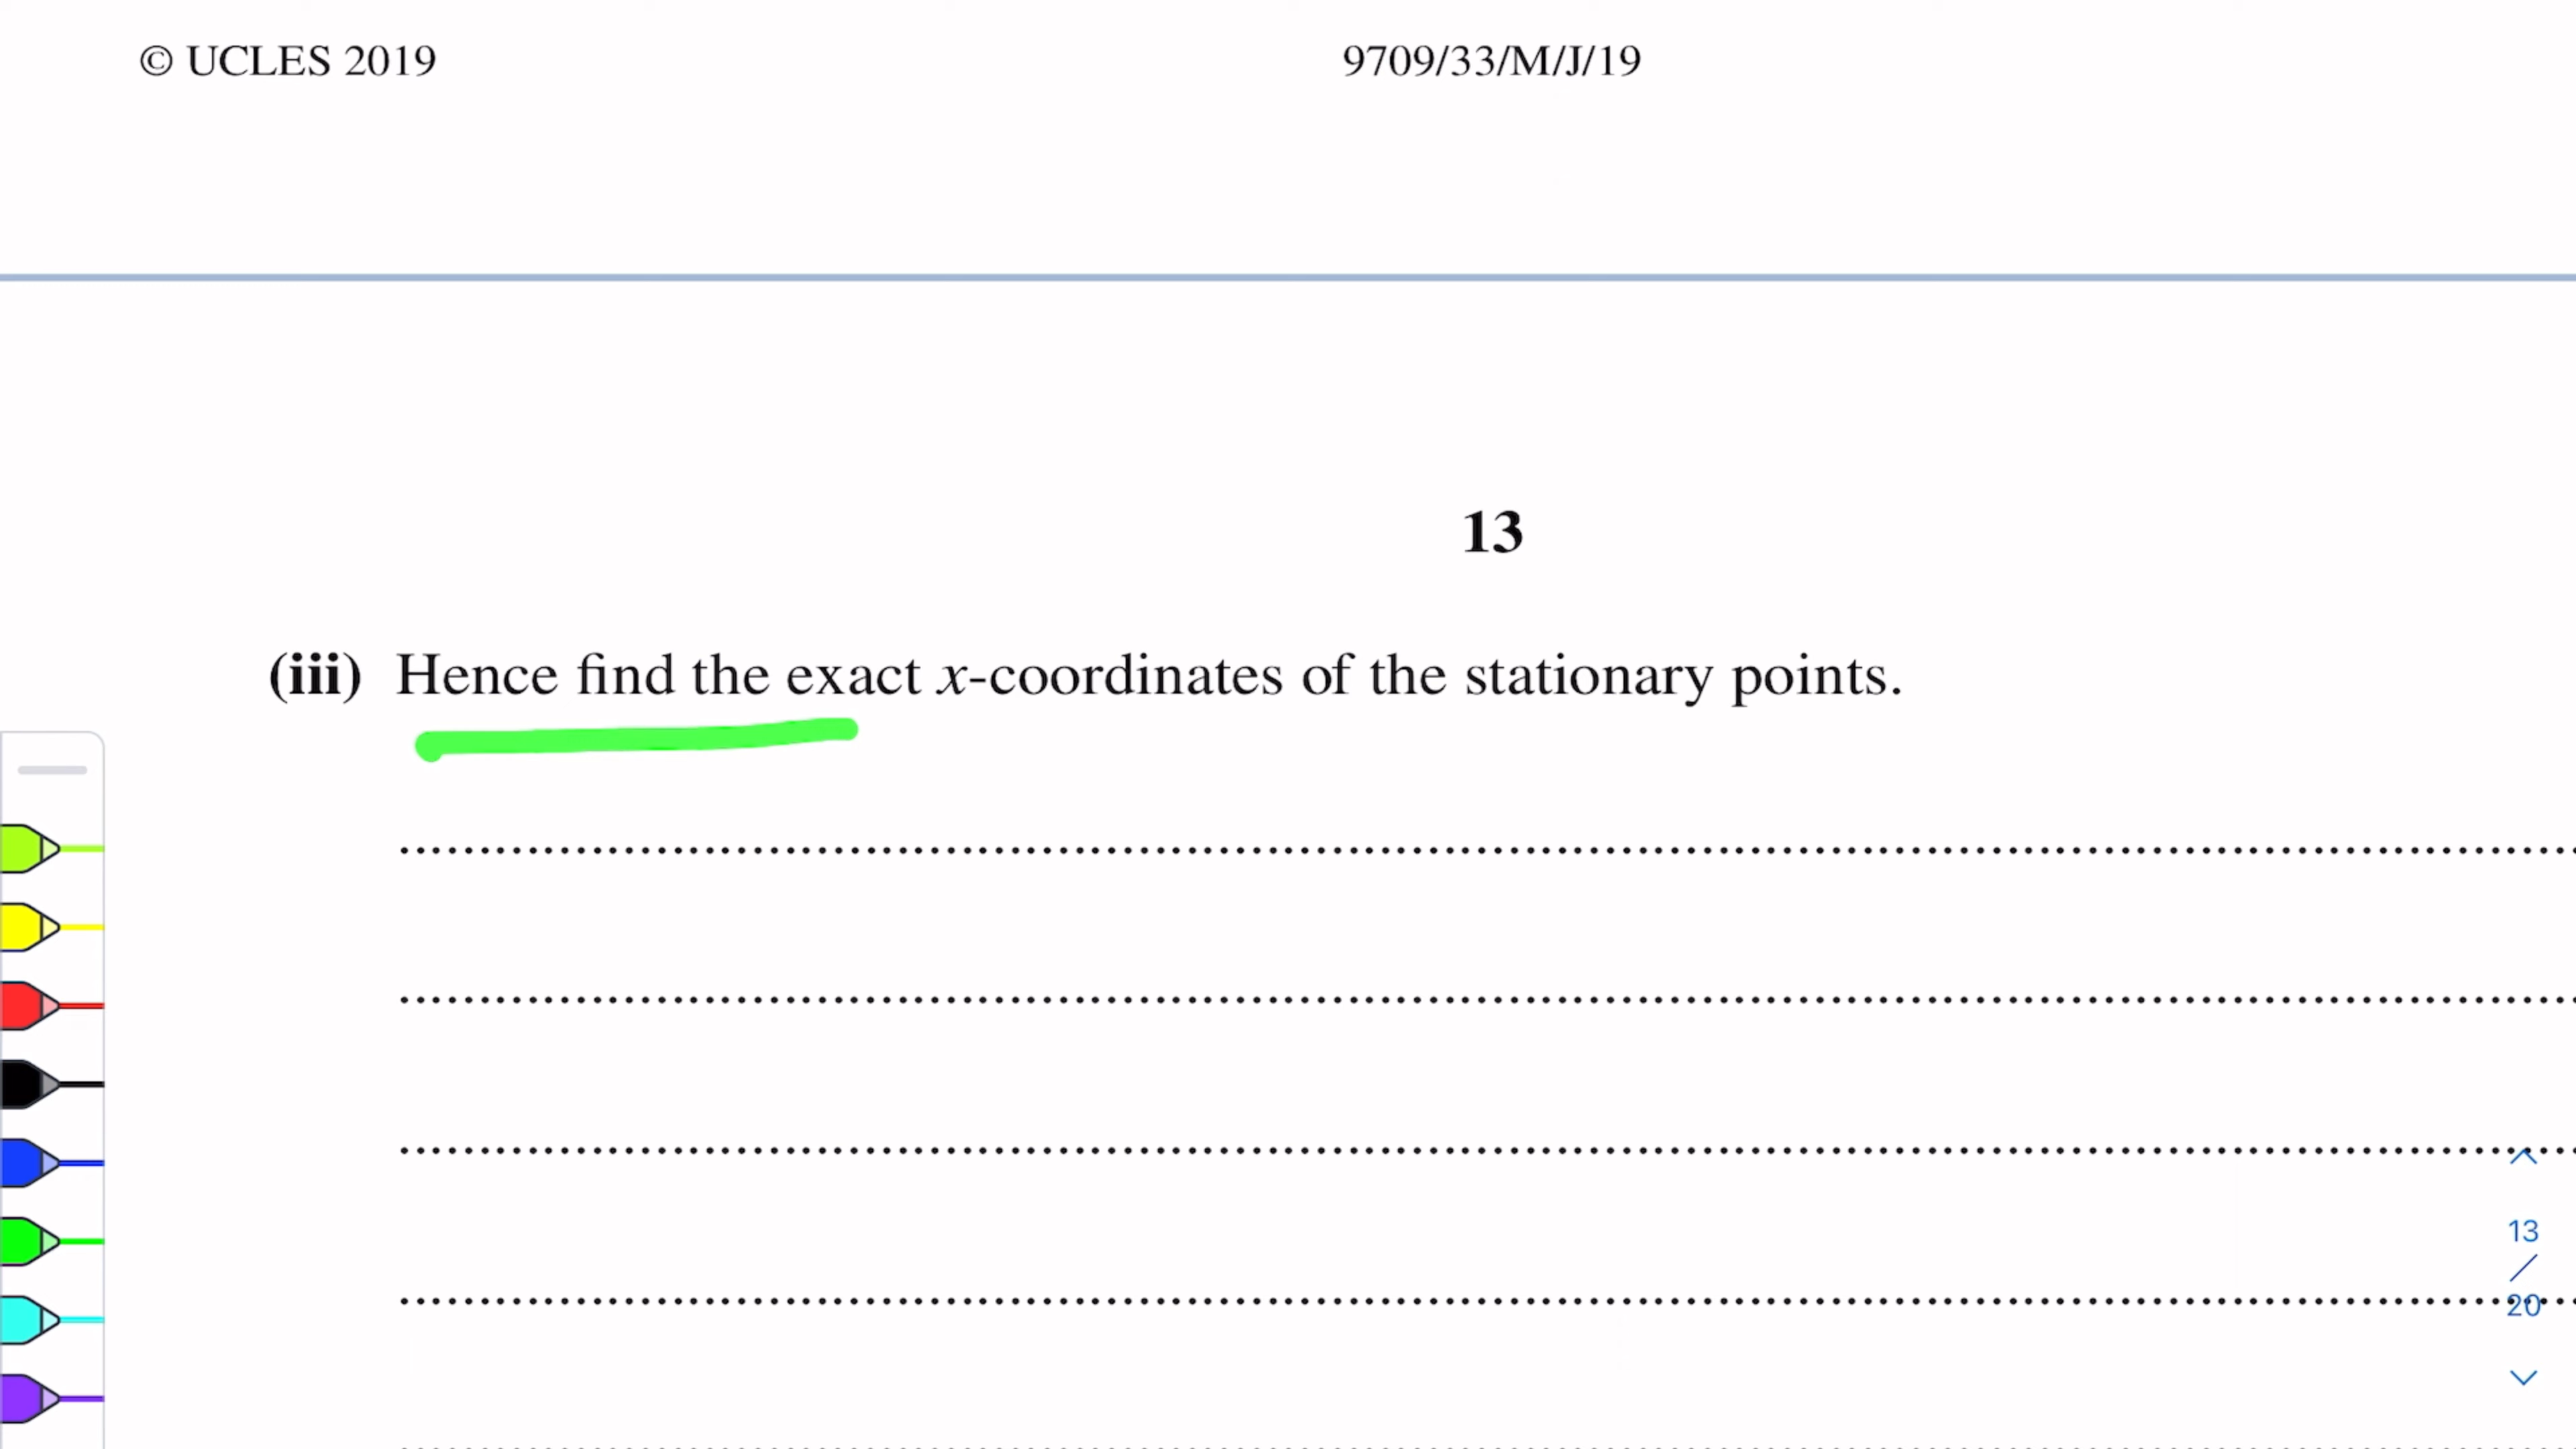 © UCLES 2019 9709/33/M/J/19
13
(iii) Hence find the exact x-coordinates of the stationary points.
13
/
20